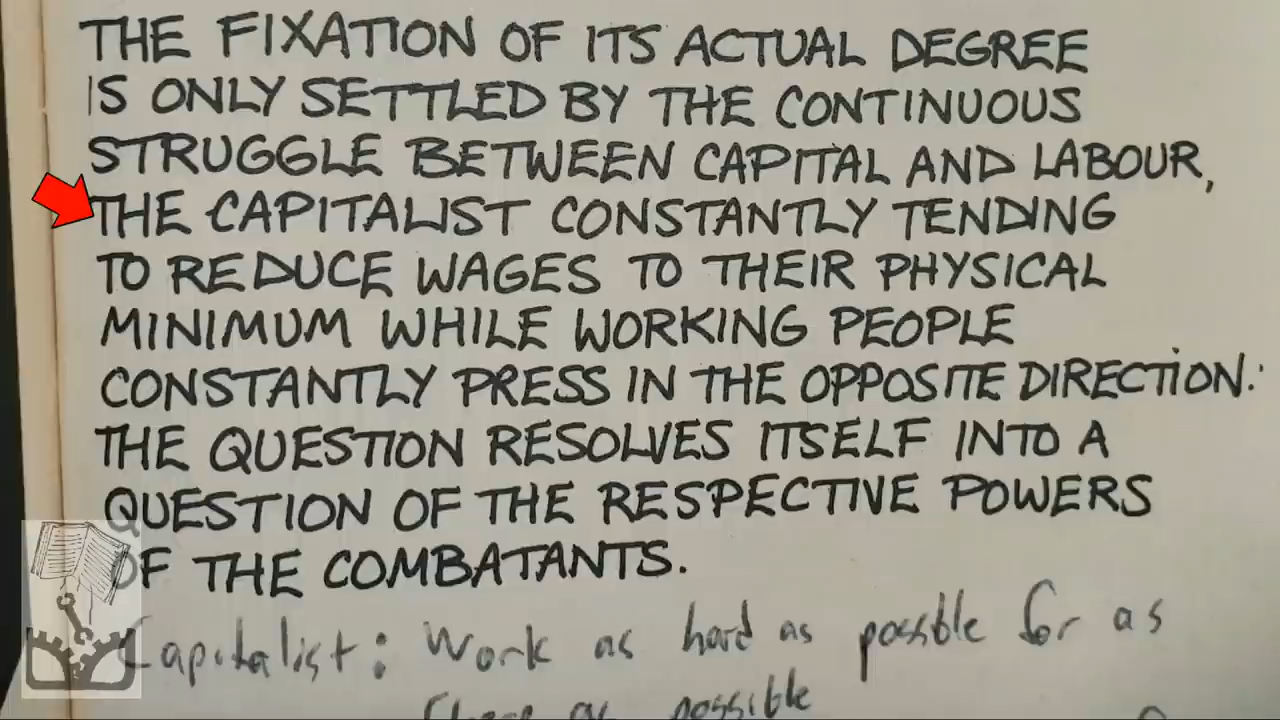 THE FIXATION OF ITS ACTUAL DEGREE
IS ONLY SETTLED BY THE CONTINUOUS
STRUGGLE BETWEEN CAPITAL AND LABOUR,
THE CAPITALIST CONSTANTLY TENDING
TO REDUCE WAGES TO THEIR PHYSICAL
MINIMUM WHILE WORKING PEOPLE
CONSTANTLY PRESS IN THE OPPOSITE DIRECTION.
THE QUESTION RESOLVES ITSELF INTO A
QUESTION OF THE RESPECTIVE POWERS
OF THE COMBATANTS.
Capitalist: Work as hard as possible for as
as possible